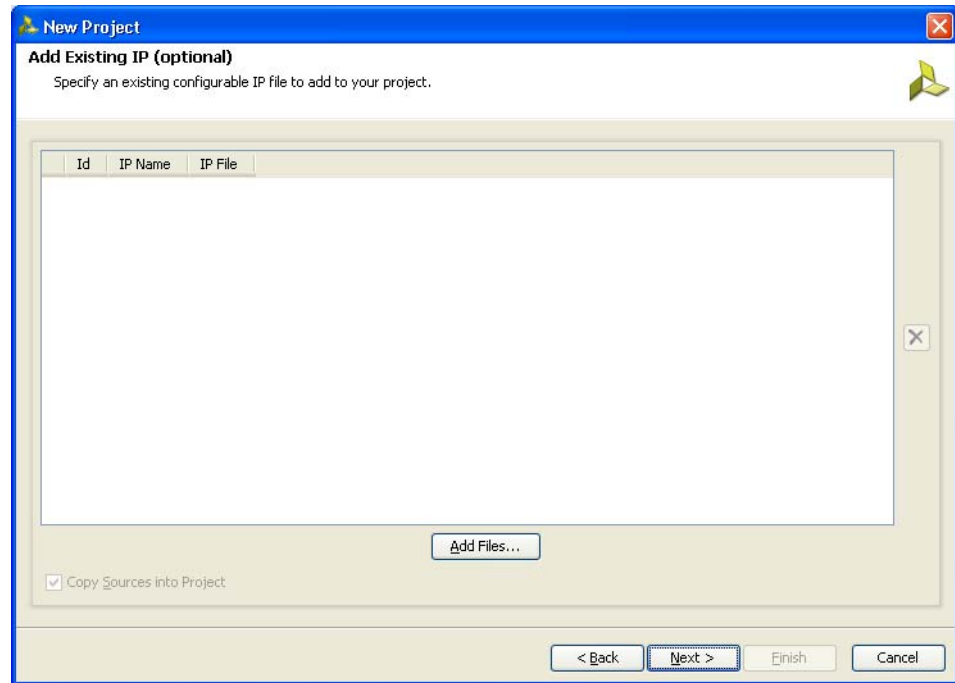 New Project
Add Existing IP (optional)
Specify an existing configurable IP file to add to your project.
Id IP Name IP File
Add Files...
Copy Sources into Project
< Back Next > Finish Cancel